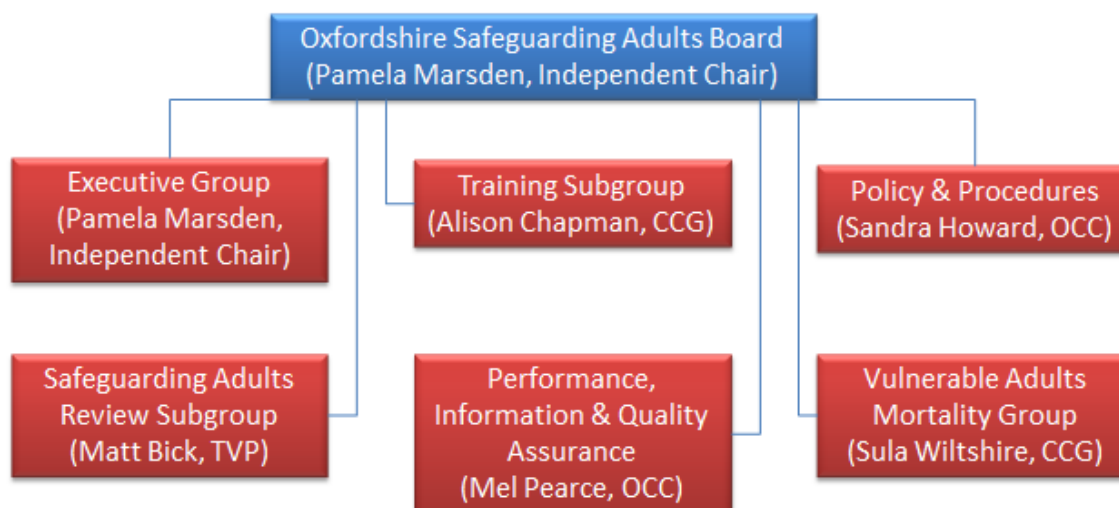 Oxfordshire Safeguarding Adults Board
(Pamela Marsden, Independent Chair)
Executive Group
(Pamela Marsden,
Independent Chair)
Training Subgroup
(Alison Chapman, CCG)
Policy & Procedures
(Sandra Howard, OCC)
Safeguarding Adults
Review Subgroup
(Matt Bick, TVP)
Performance,
Information & Quality
Assurance
(Mel Pearce, OCC)
Vulnerable Adults
Mortality Group
(Sula Wiltshire, CCG)